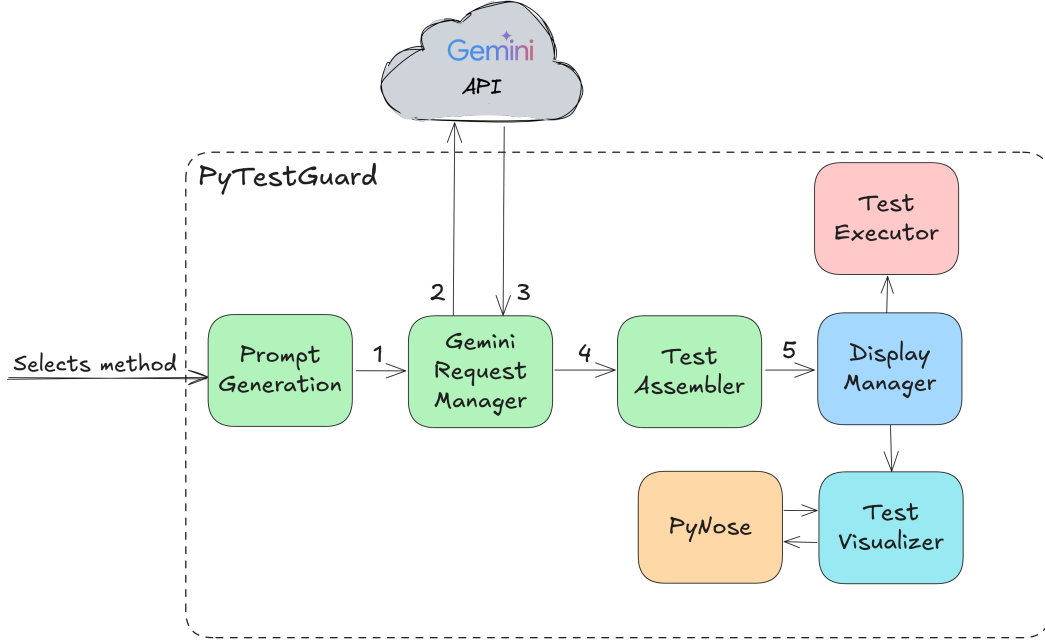 Gemini
API
PyTestGuard
Test
Executor
2
3
Selects method
Prompt
Generation
1
Gemini
Request
Manager
4
Test
Assembler
5
Display
Manager
PyNose
Test
Visualizer